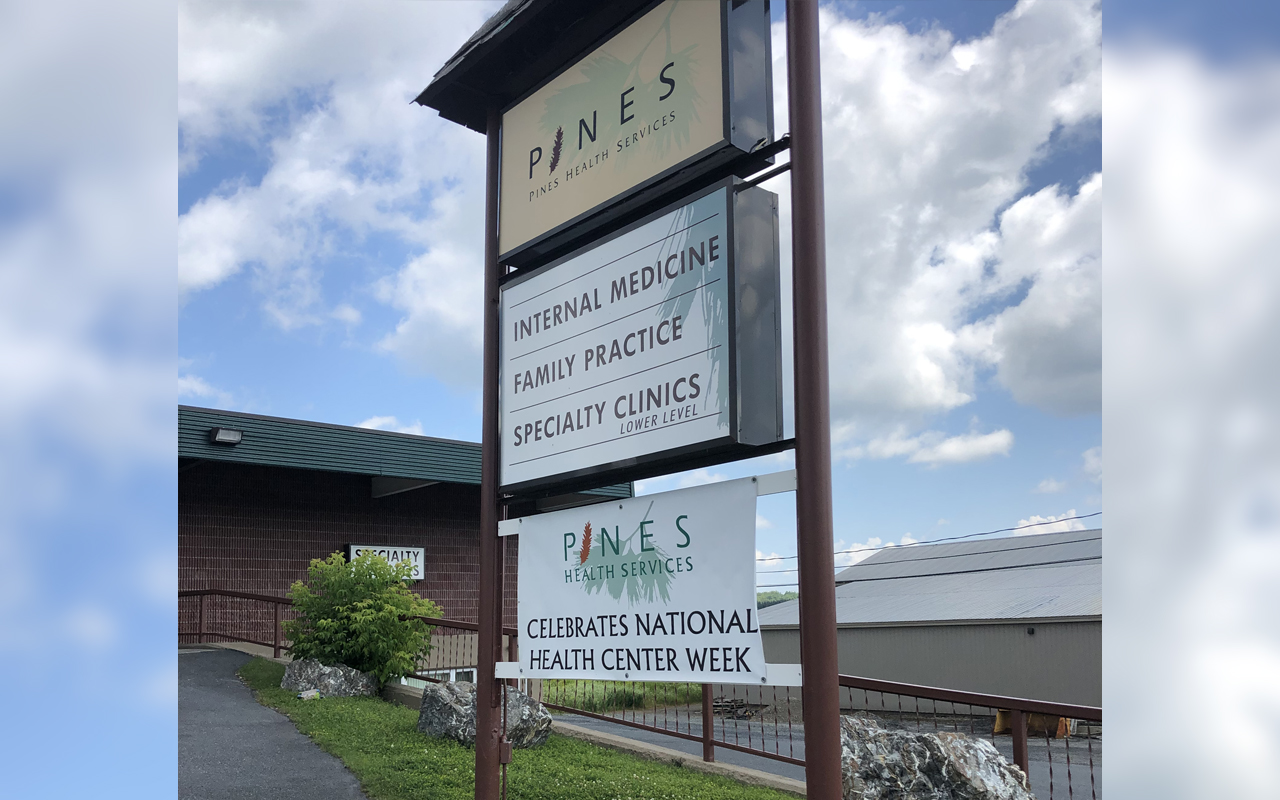 PINES
PINES HEALTH SERVICES
INTERNAL MEDICINE
FAMILY PRACTICE
SPECIALTY CLINICS
LOWER LEVEL
PINES
HEALTH SERVICES
CELEBRATES NATIONAL
HEALTH CENTER WEEK
SPECIALTY